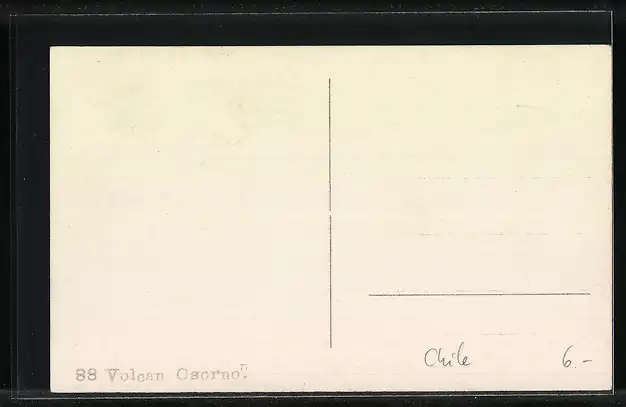 Chile 6.-
88 Volcan Osorno".